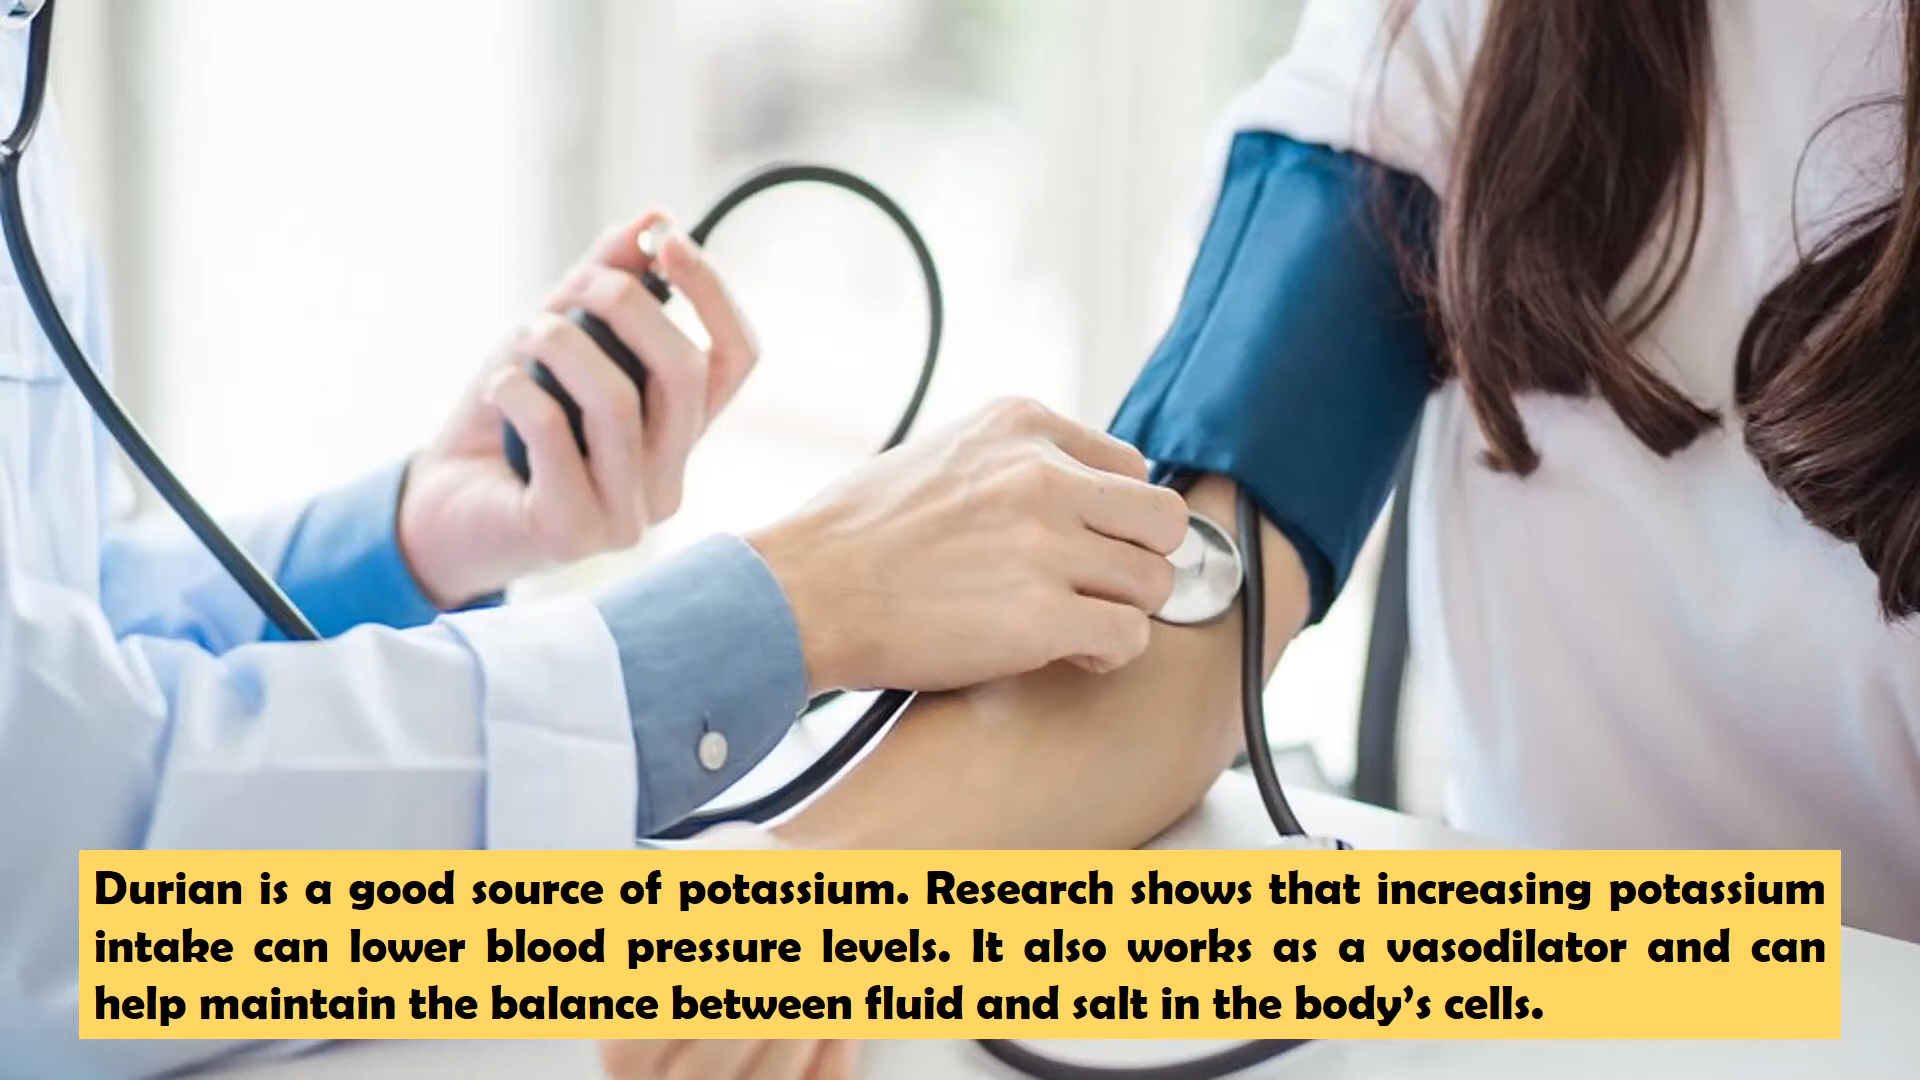 Durian is a good source of potassium. Research shows that increasing potassium
intake can lower blood pressure levels. It also works as a vasodilator and can
help maintain the balance between fluid and salt in the body’s cells.